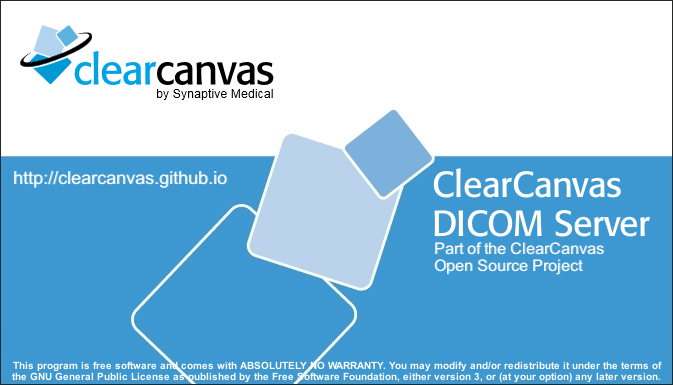 clearcanvas
by Synaptive Medical
http://clearcanvas.github.io
ClearCanvas
DICOM Server
Part of the ClearCanvas
Open Source Project
This program is free software and comes with ABSOLUTELY NO WARRANTY. You may modify and/or redistribute it under the terms of
the GNU General Public License as published by the Free Software Foundation, either version 3, or (at your option) any later version.